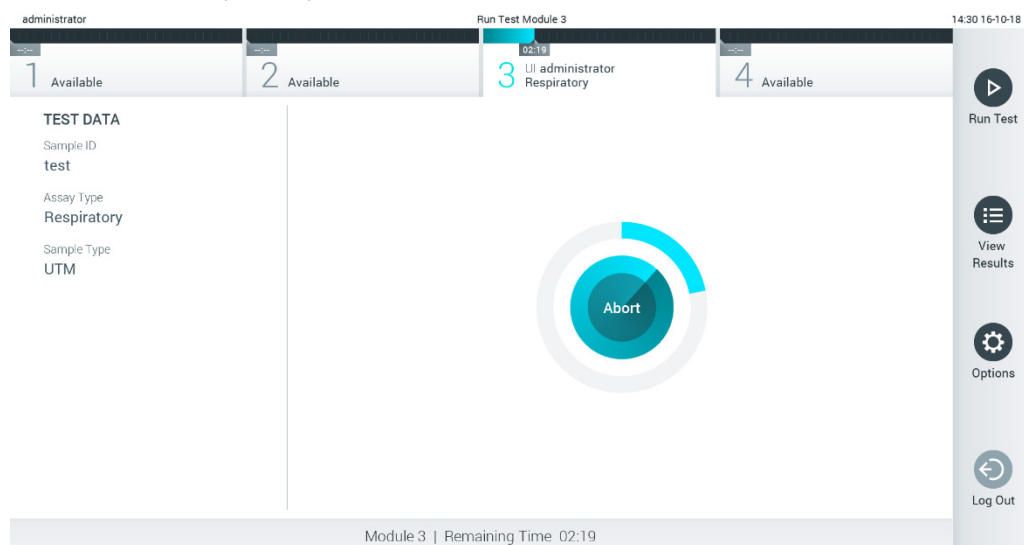 administrator
Run Test Module 3
14:30 16-10-18
--:--
1 Available
--:--
2 Available
02:19
3 UI administrator
Respiratory
--:--
4 Available
TEST DATA
Sample ID
test
Assay Type
Respiratory
Sample Type
UTM
Abort
Run Test
View
Results
Options
Log Out
Module 3 | Remaining Time 02:19